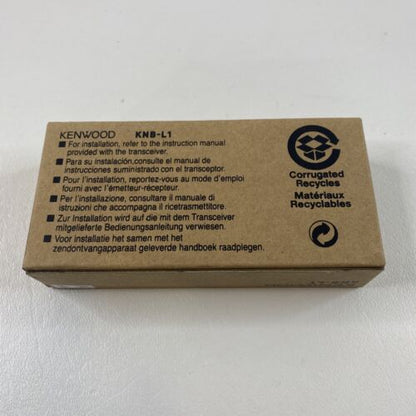 KENWOOD KNB-L1
■ For installation, refer to the instruction manual
provided with the transceiver.
■ Para su instalación,consulte el manual de
instrucciones suministrado con el transceptor.
■ Pour l'installation, reportez-vous au mode d'emploi
fourni avec l'émetteur-récepteur.
■ Per l'installazione, consultare il manuale di
istruzioni che accompagna il ricetrasmettitore.
■ Zur Installation wird auf die mit dem Transceiver
mitgelieferte Bedienungsanleitung verwiesen.
■ Voor installatie het samen met het
zendontvangapparaat geleverde handboek raadplegen.
Corrugated
Recycles
Matériaux
Recyclables